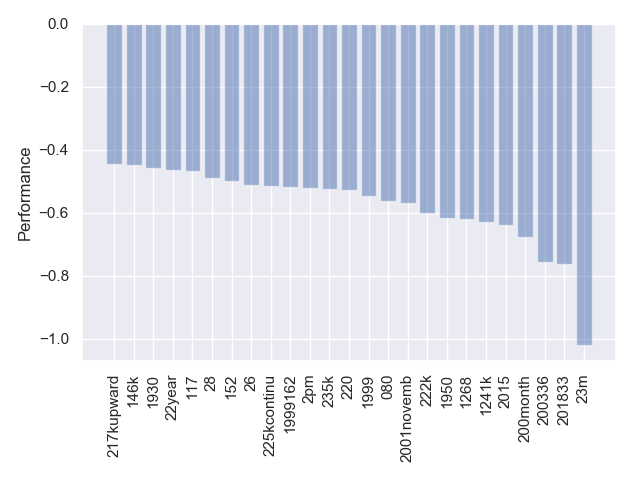 0.0
−0.2
−0.4
−0.6
−0.8
−1.0
Performance
217kupward
146k
1930
22year
117
28
152
26
225kcontinu
1999162
2pm
235k
220
1999
080
2001novemb
222k
1950
1268
1241k
2015
200month
200336
201833
23m